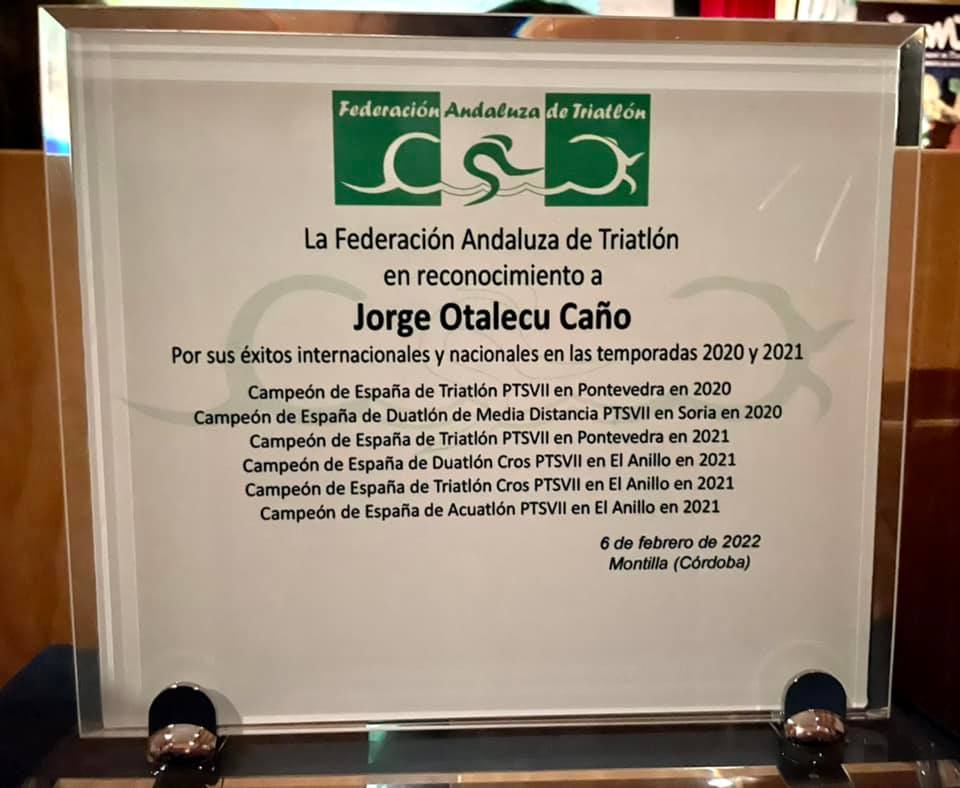 Federación Andaluza de Triatlón
La Federación Andaluza de Triatlón
en reconocimiento a
Jorge Otalecu Caño
Por sus éxitos internacionales y nacionales en las temporadas 2020 y 2021
Campeón de España de Triatlón PTSVII en Pontevedra en 2020
Campeón de España de Duatlón de Media Distancia PTSVII en Soria en 2020
Campeón de España de Triatlón PTSVII en Pontevedra en 2021
Campeón de España de Duatlón Cros PTSVII en El Anillo en 2021
Campeón de España de Triatlón Cros PTSVII en El Anillo en 2021
Campeón de España de Acuatlón PTSVII en El Anillo en 2021
6 de febrero de 2022
Montilla (Córdoba)